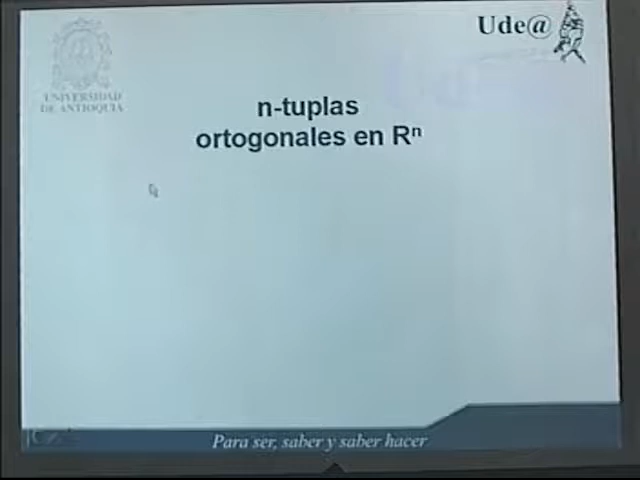 Ude@
UNIVERSIDAD
DE ANTIOQUIA
n-tuplas
ortogonales en Rⁿ
Para ser, saber y saber hacer